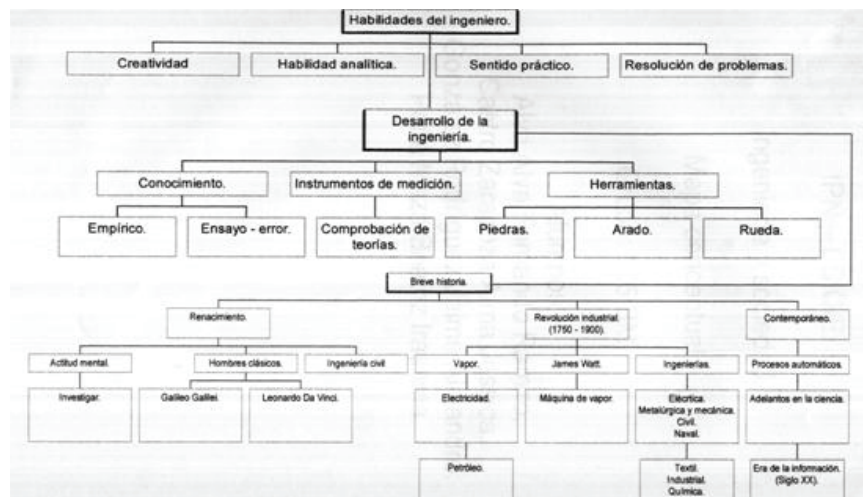 Habilidades del ingeniero.
Creatividad
Habilidad analítica.
Sentido práctico.
Resolución de problemas.
Desarrollo de la
ingeniería.
Conocimiento.
Instrumentos de medición.
Herramientas.
Empírico.
Ensayo - error.
Comprobación de
teorías.
Piedras.
Arado.
Rueda.
Breve historia.
Renacimiento.
Revolución industrial.
(1750 - 1900).
Contemporáneo.
Actitud mental.
Hombres clásicos.
Ingeniería civil
Vapor.
James Watt.
Ingenierías.
Procesos automáticos.
Investigar.
Galileo Galilei.
Leonardo Da Vinci.
Electricidad.
Máquina de vapor.
Eléctrica.
Metalúrgica y mecánica.
Civil.
Naval.
Adelantos en la ciencia.
Petróleo.
Textil.
Industrial.
Química.
Era de la información.
(Siglo XX).